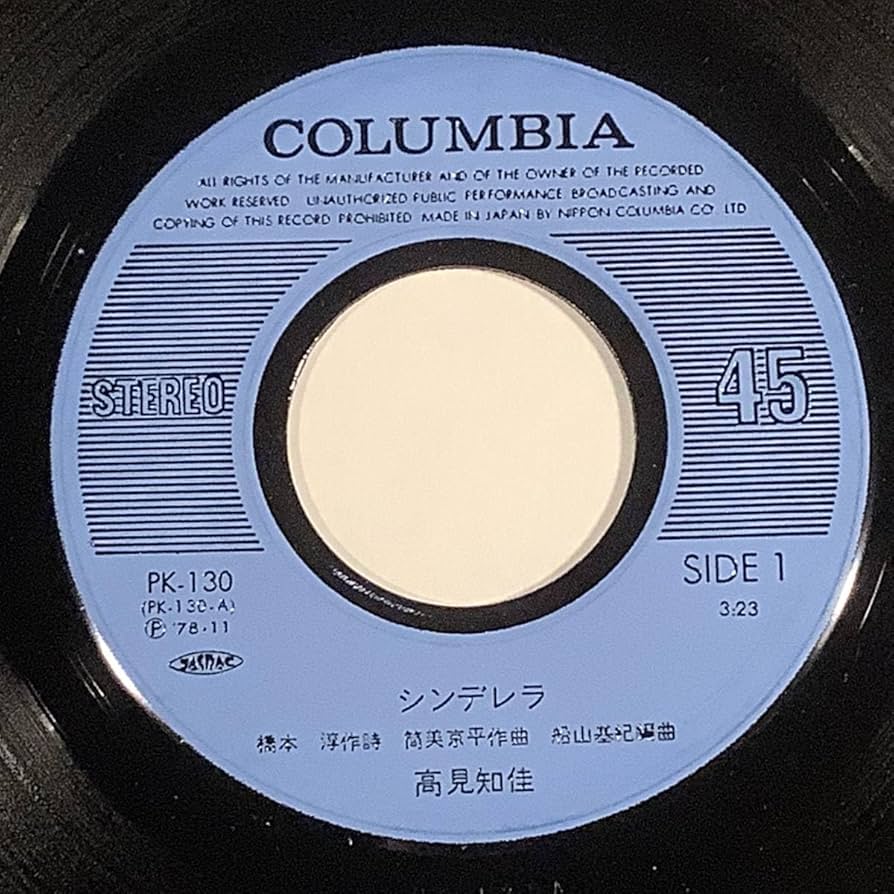 COLUMBIA
ALL RIGHTS OF THE MANUFACTURER AND OF THE OWNER OF THE RECORDED
WORK RESERVED UNAUTHORIZED PUBLIC PERFORMANCE BROADCASTING AND
COPYING OF THIS RECORD PROHIBITED MADE IN JAPAN BY NIPPON COLUMBIA CO. LTD
STEREO
45
PK-130
(PK-130-A)
Ⓟ '78·11
JASRAC
SIDE 1
3:23
シンデレラ
橋本 淳作詩 筒美京平作曲 船山基紀編曲
高見知佳